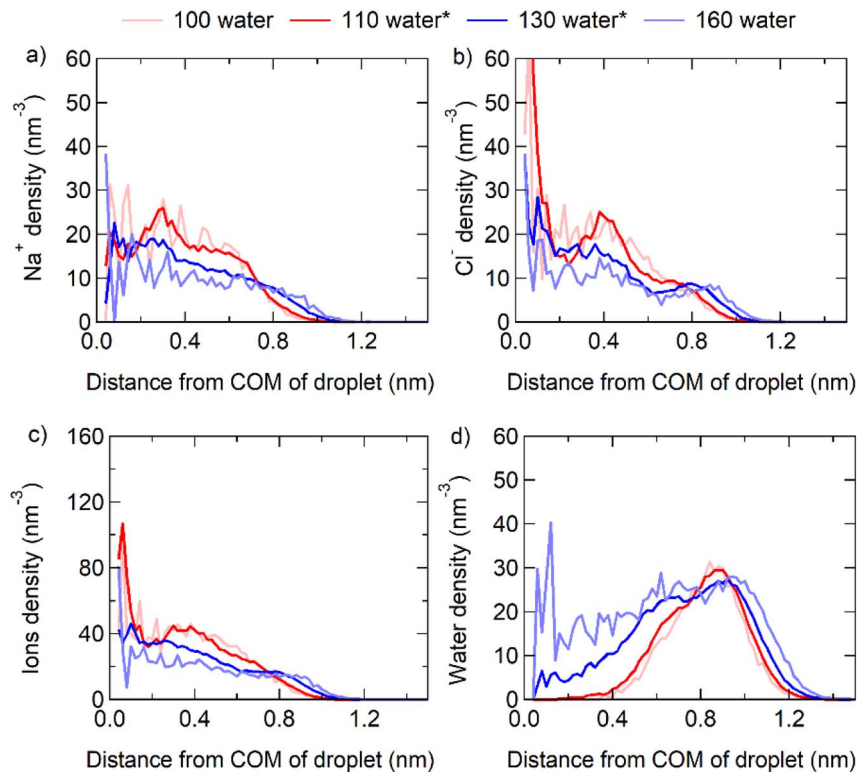 100 water 110 water* 130 water* 160 water
a)
b)
60
50
40
30
20
10
0
Na+ density (nm-3)
0.0 0.4 0.8 1.2
Distance from COM of droplet (nm)
60
50
40
30
20
10
0
Cl- density (nm-3)
0.0 0.4 0.8 1.2
Distance from COM of droplet (nm)
c)
d)
160
120
80
40
0
Ions density (nm-3)
0.0 0.4 0.8 1.2
Distance from COM of droplet (nm)
60
50
40
30
20
10
0
Water density (nm-3)
0.0 0.4 0.8 1.2
Distance from COM of droplet (nm)